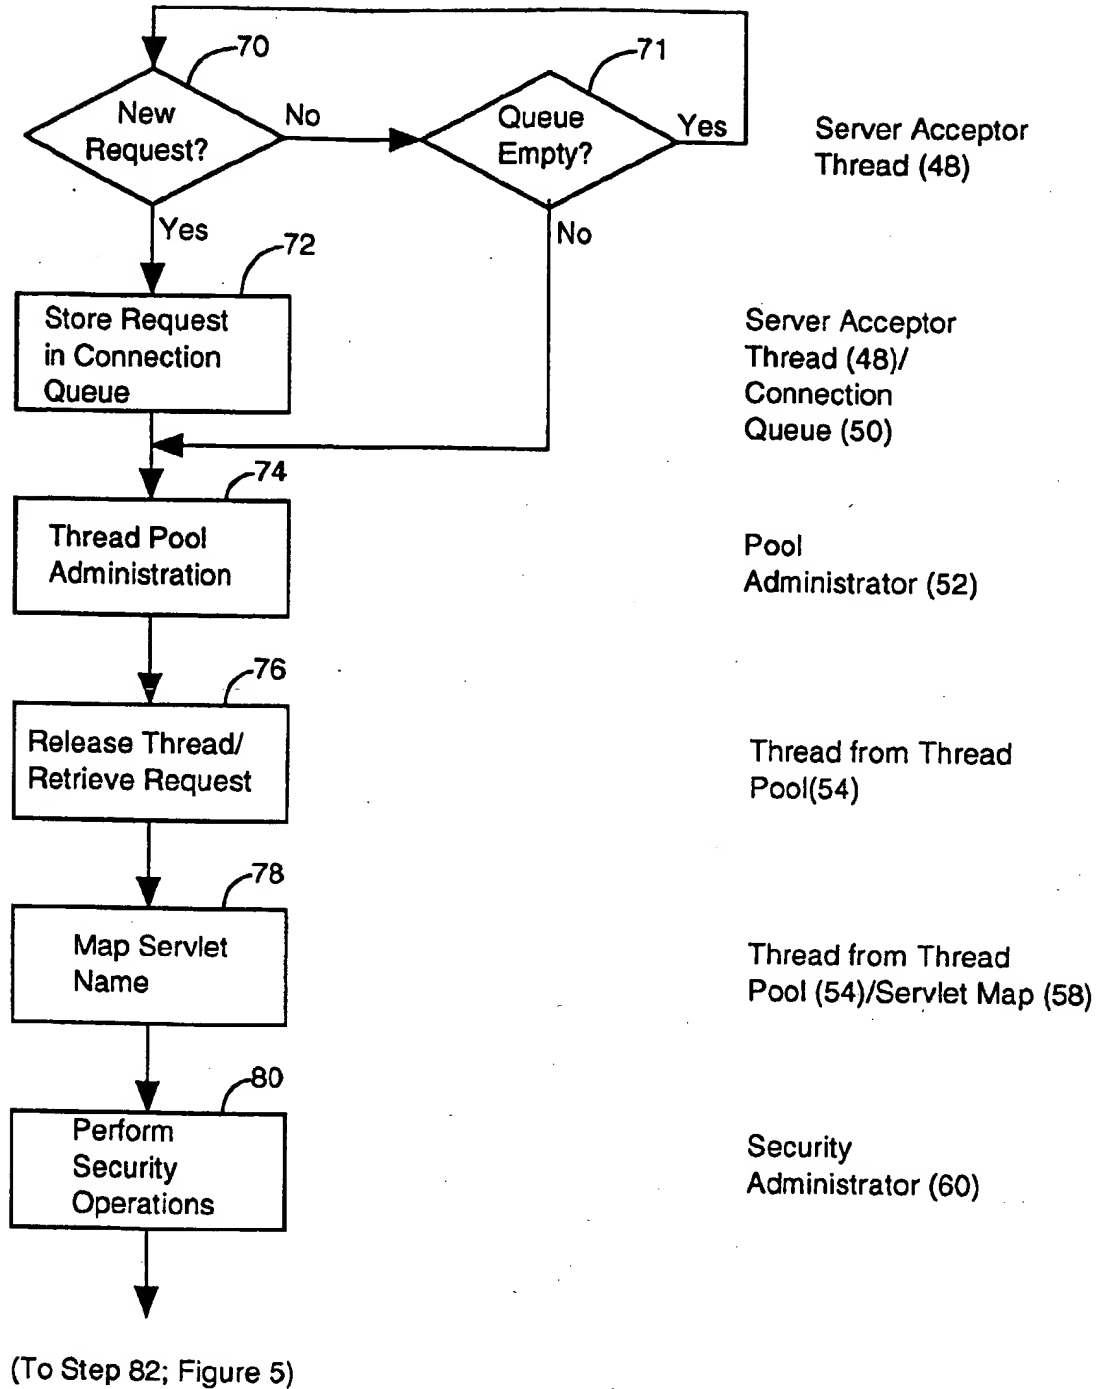 70
71
New
Request?
No
Queue
Empty?
Yes
Server Acceptor
Thread (48)
Yes
No
72
Store Request
in Connection
Queue
Server Acceptor
Thread (48)/
Connection
Queue (50)
74
Thread Pool
Administration
Pool
Administrator (52)
76
Release Thread/
Retrieve Request
Thread from Thread
Pool(54)
78
Map Servlet
Name
Thread from Thread
Pool (54)/Servlet Map (58)
80
Perform
Security
Operations
Security
Administrator (60)
(To Step 82; Figure 5)